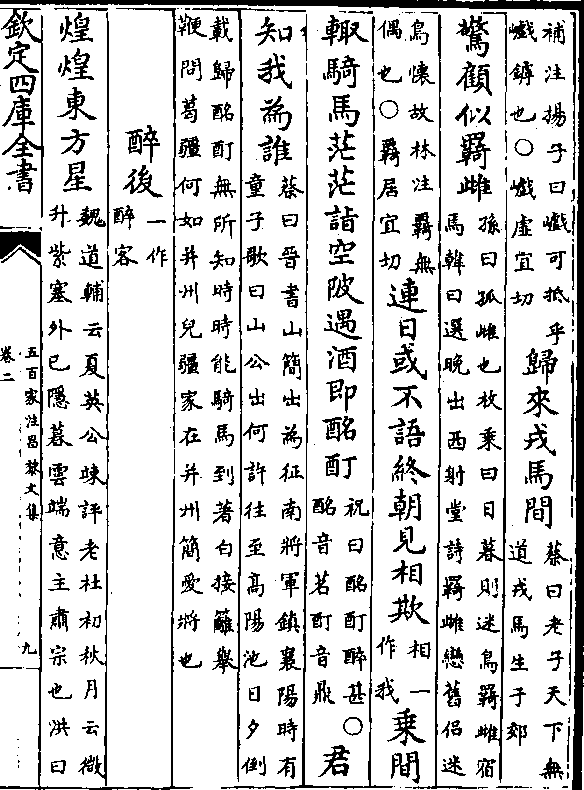 補注揚子曰巇可抵乎
巇鏬也○巇虛宜切
歸來戎馬間
蔡曰老子天下無
道戎馬生于郊
驚顧似羇雌
孫曰孤雌也枚乘曰日暮則迷鳥羇雌宿
馬韓曰選晚出西射堂詩羇雌戀舊侶迷
鳥懷故林注羇無
偶也○羇居宜切
連日或不語終朝見相欺
相一
作我
乘間
輙騎馬茫茫詣空陂遇酒即酩酊
祝曰酩酊醉甚○
酩音茗酊音鼎
君
知我為誰
蔡曰晉書山簡出為征南將軍鎮襄陽時有
童子歌曰山公出何許往至高陽池日夕倒
載歸酩酊無所知時時能騎馬到著白接籬舉
鞭問葛疆何如并州兒疆家在并州簡愛將也
醉後
一作
醉客
煌煌東方星
魏道輔云夏英公竦評老杜初秋月云微
升紫塞外已隱暮雲端意主肅宗也洪曰
欽定四庫全書
五百家注昌黎文集
卷二
九